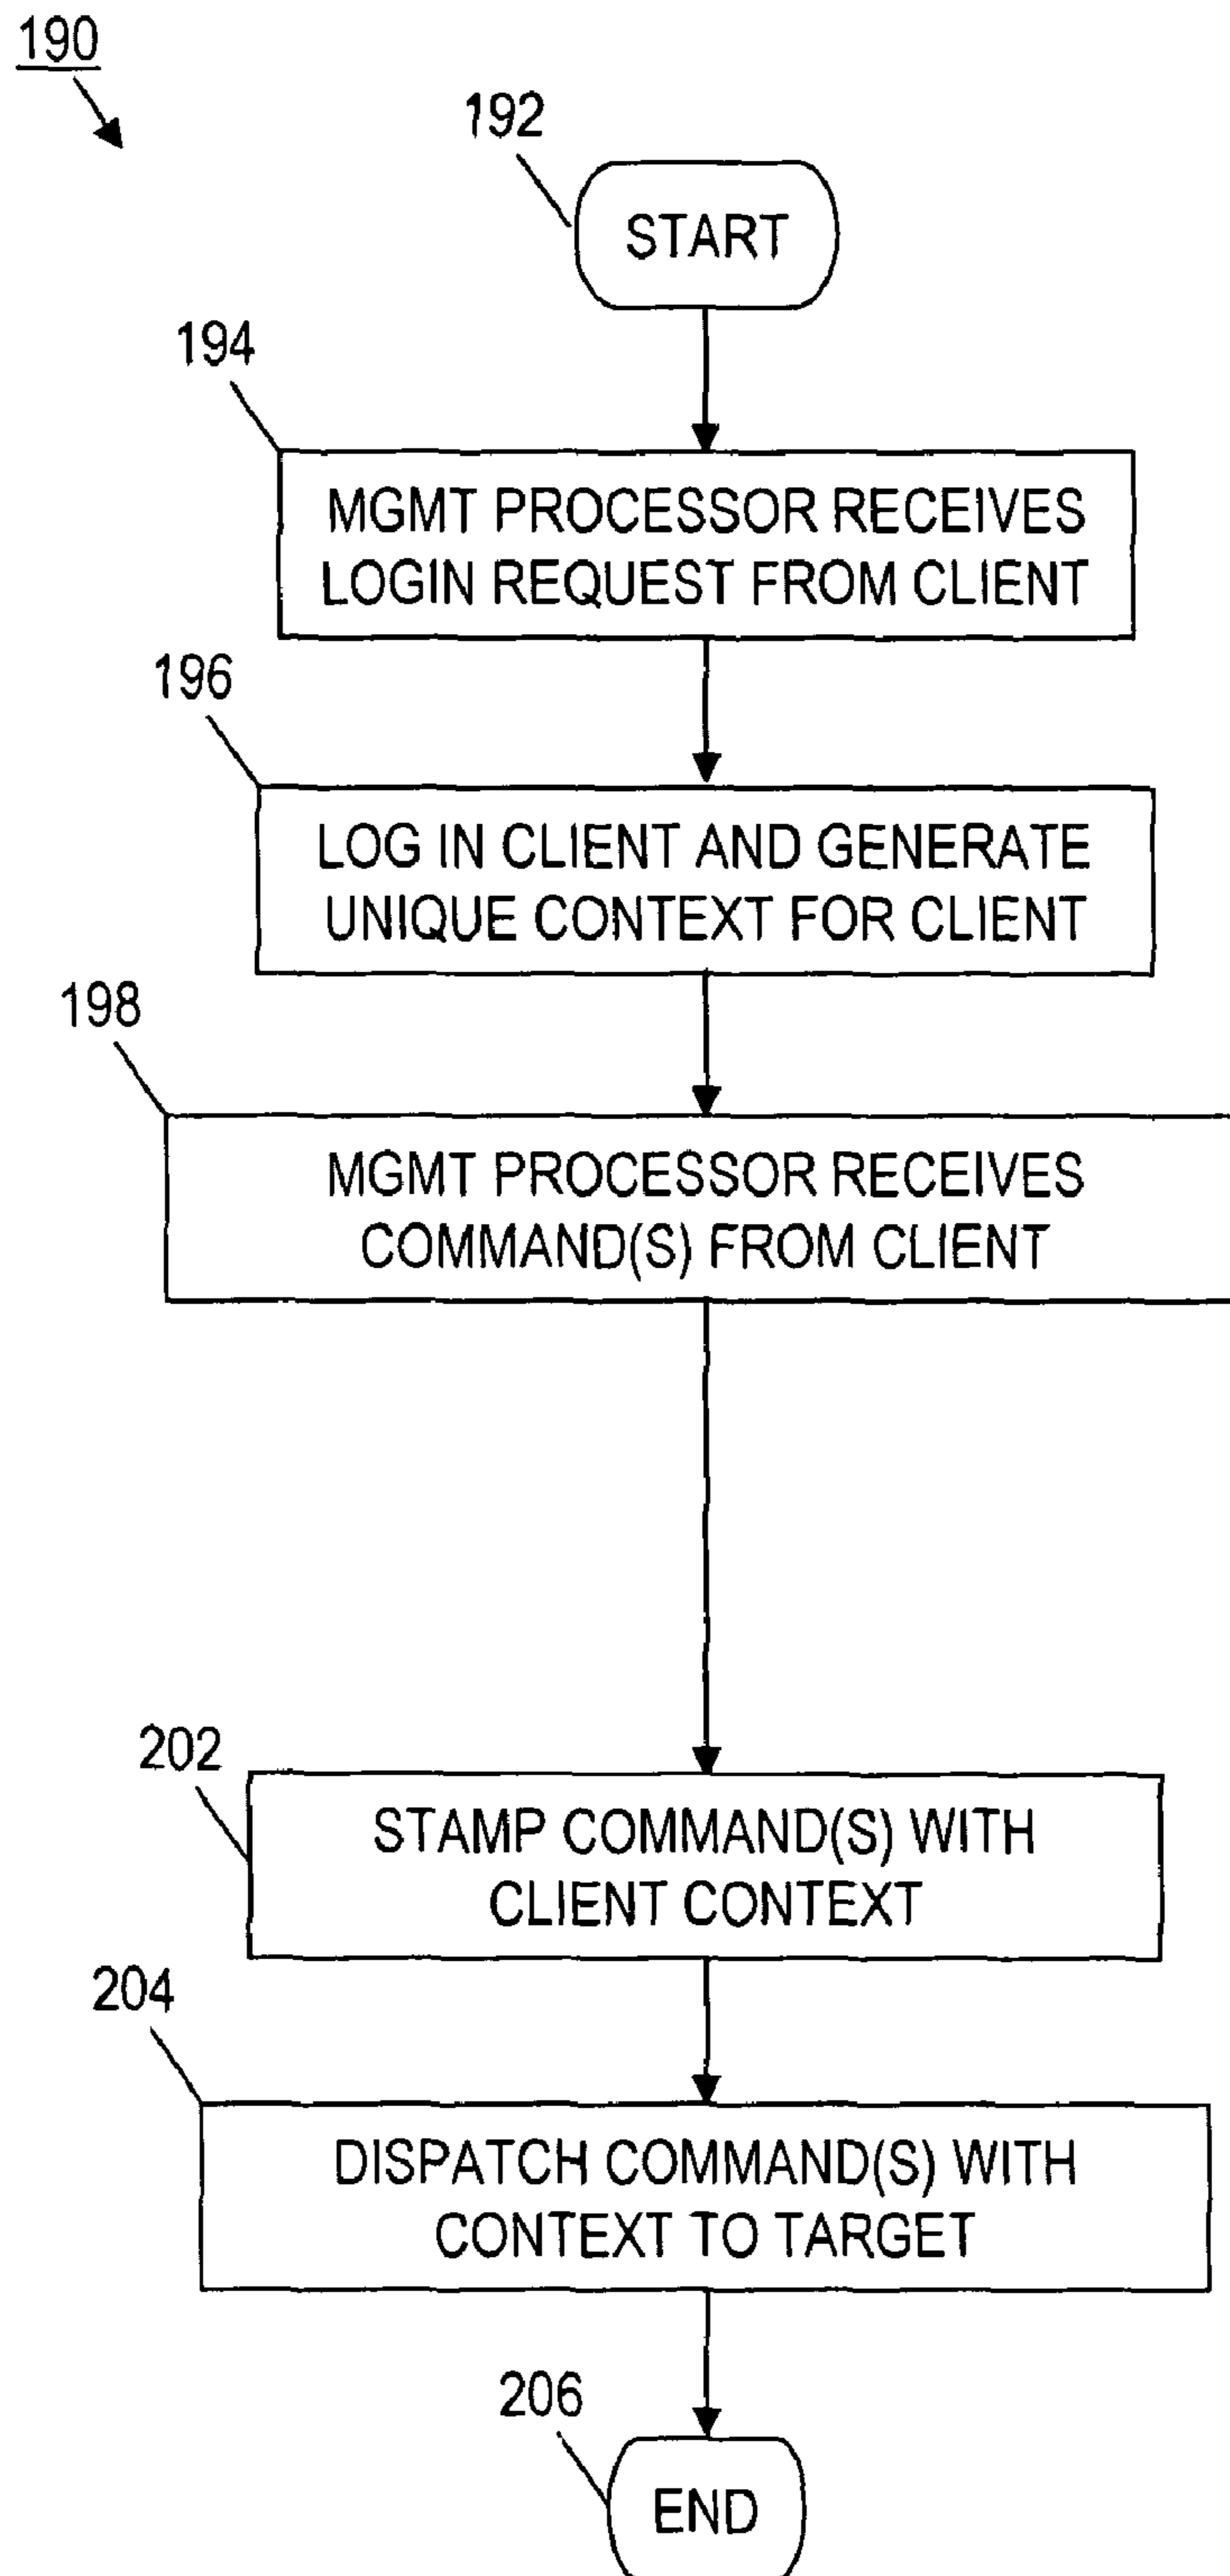 190
192
START
194
MGMT PROCESSOR RECEIVES
LOGIN REQUEST FROM CLIENT
196
LOG IN CLIENT AND GENERATE
UNIQUE CONTEXT FOR CLIENT
198
MGMT PROCESSOR RECEIVES
COMMAND(S) FROM CLIENT
202
STAMP COMMAND(S) WITH
CLIENT CONTEXT
204
DISPATCH COMMAND(S) WITH
CONTEXT TO TARGET
206
END